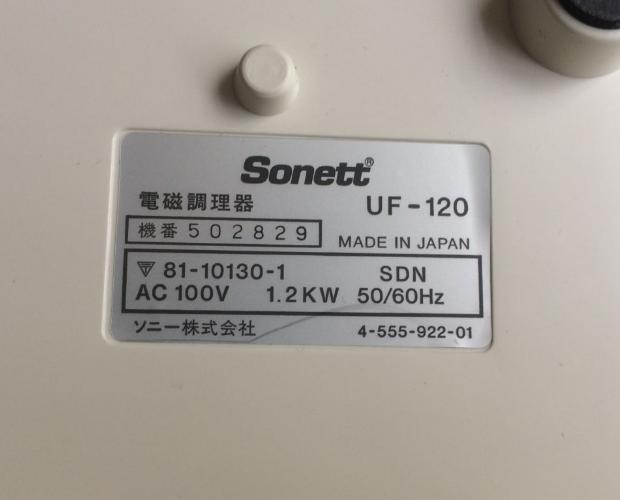 Sonett®
電磁調理器 UF-120
機番 502829 MADE IN JAPAN
81-10130-1 SDN
AC 100V 1.2KW 50/60Hz
ソニー株式会社 4-555-922-01